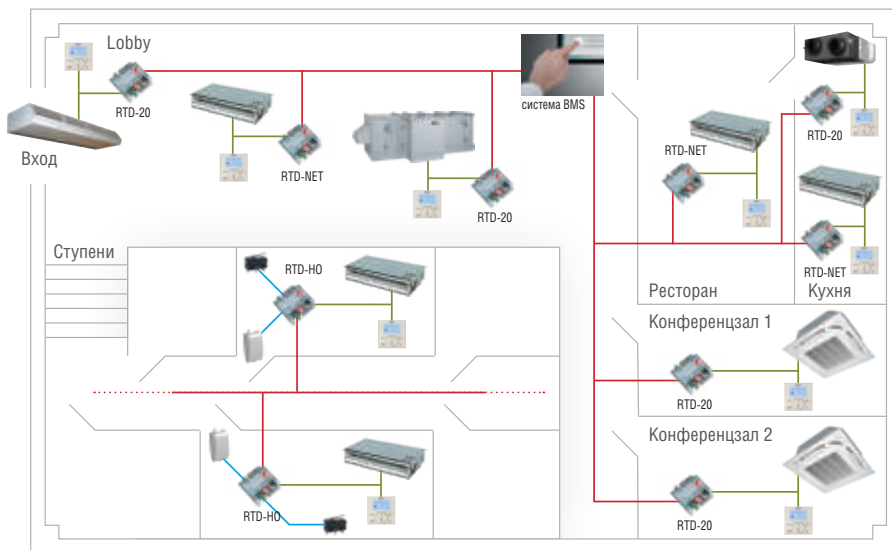 Lobby
RTD-20
Вход
RTD-NET
RTD-20
система BMS
RTD-NET
RTD-20
RTD-NET
Ресторан
Кухня
Ступени
RTD-HO
Конференцзал 1
RTD-20
RTD-HO
Конференцзал 2
RTD-20